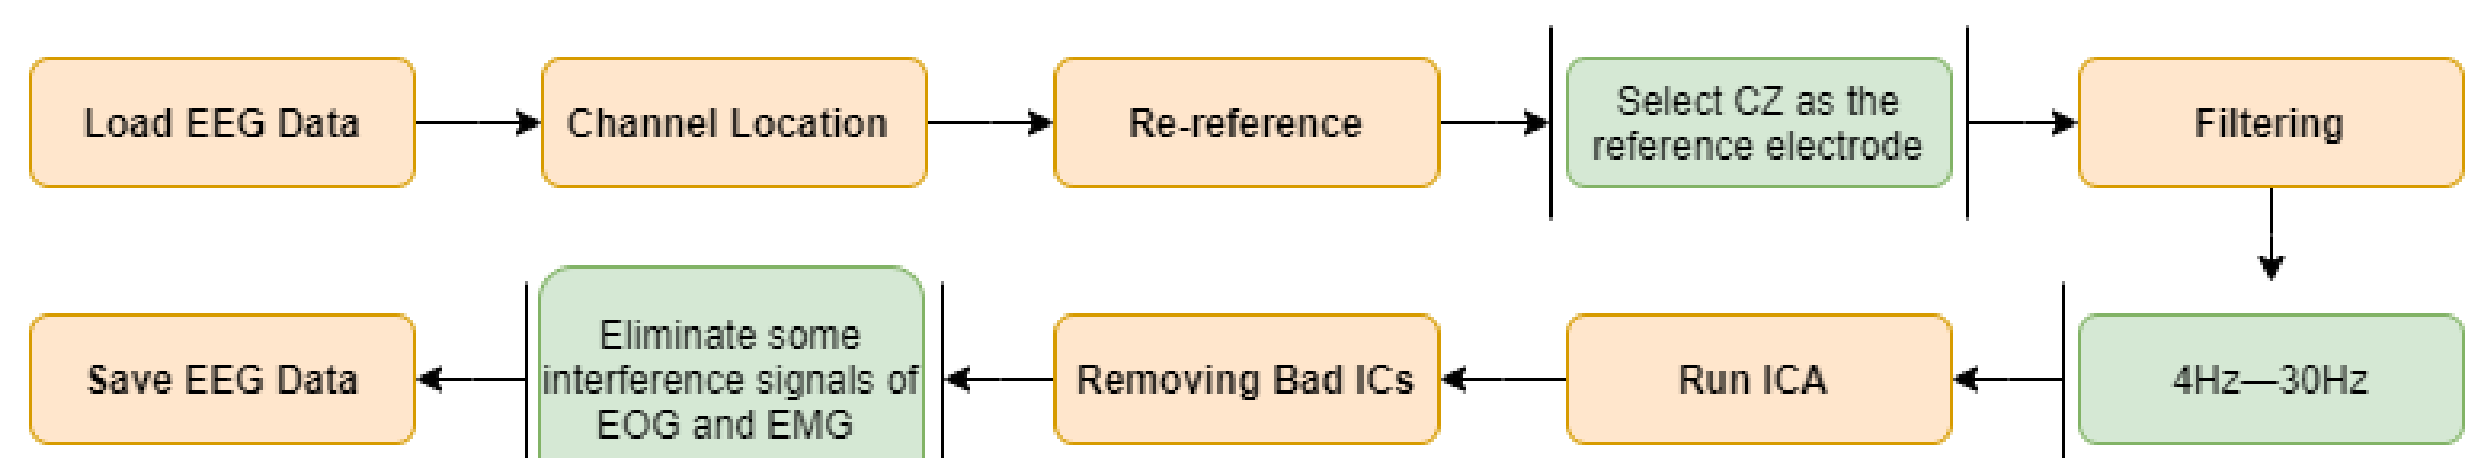 Load EEG Data
Channel Location
Re-reference
Select CZ as the
reference electrode
Filtering
4Hz—30Hz
Run ICA
Removing Bad ICs
Eliminate some
interference signals of
EOG and EMG
Save EEG Data